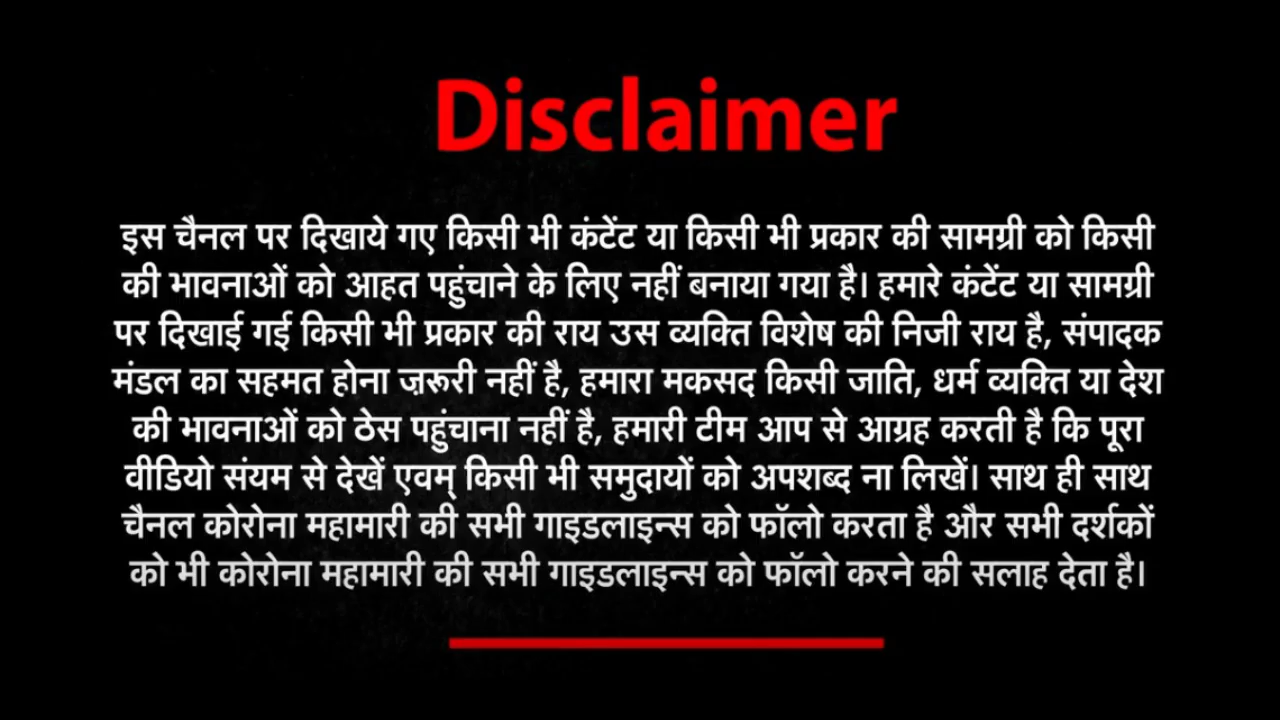 Disclaimer
इस चैनल पर दिखाये गए किसी भी कंटेंट या किसी भी प्रकार की सामग्री को किसी
की भावनाओं को आहत पहुंचाने के लिए नहीं बनाया गया है। हमारे कंटेंट या सामग्री
पर दिखाई गई किसी भी प्रकार की राय उस व्यक्ति विशेष की निजी राय है, संपादक
मंडल का सहमत होना ज़रूरी नहीं है, हमारा मकसद किसी जाति, धर्म व्यक्ति या देश
की भावनाओं को ठेस पहुंचाना नहीं है, हमारी टीम आप से आग्रह करती है कि पूरा
वीडियो संयम से देखें एवम् किसी भी समुदायों को अपशब्द ना लिखें। साथ ही साथ
चैनल कोरोना महामारी की सभी गाइडलाइन्स को फॉलो करता है और सभी दर्शकों
को भी कोरोना महामारी की सभी गाइडलाइन्स को फॉलो करने की सलाह देता है।